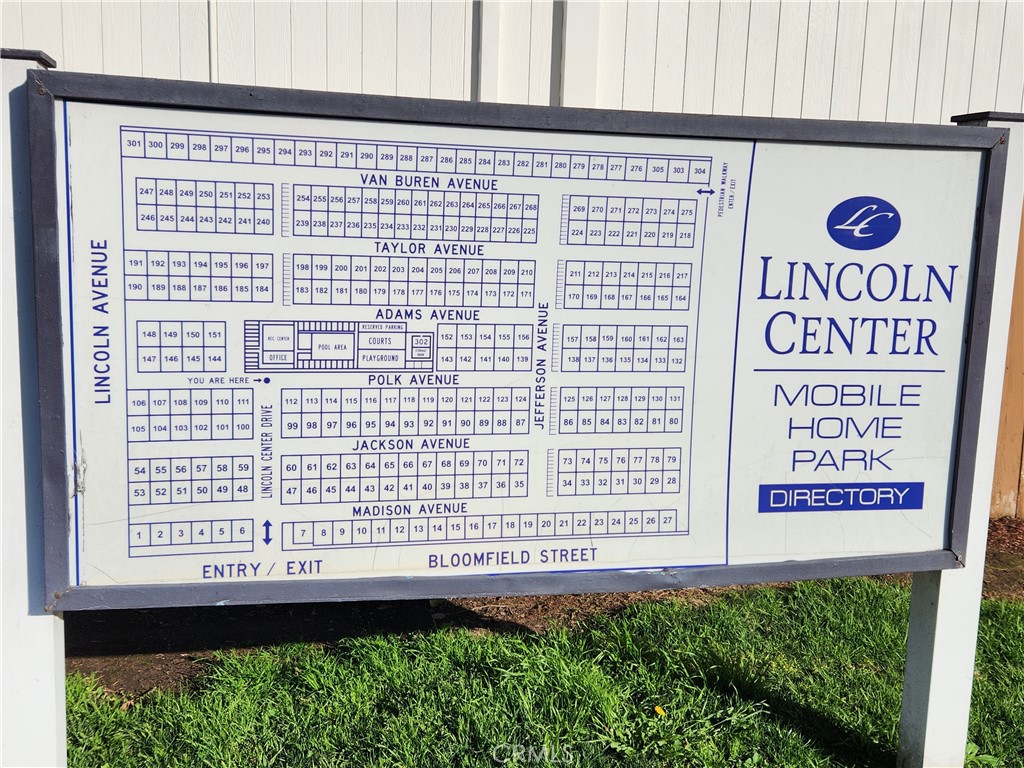 301 300 299 298 297 296 295 294 293 292 291 290 289 288 287 286 285 284 283 282 281 280 279 278 277 276 305 303 304
VAN BUREN AVENUE
PEDESTRIAN WALKWAY
ENTER / EXIT
247 248 249 250 251 252 253 254 255 256 257 258 259 260 261 262 263 264 265 266 267 268 269 270 271 272 273 274 275
246 245 244 243 242 241 240 239 238 237 236 235 234 233 232 231 230 229 228 227 226 225 224 223 222 221 220 219 218
TAYLOR AVENUE
191 192 193 194 195 196 197 198 199 200 201 202 203 204 205 206 207 208 209 210 211 212 213 214 215 216 217
190 189 188 187 186 185 184 183 182 181 180 179 178 177 176 175 174 173 172 171 170 169 168 167 166 165 164
ADAMS AVENUE
LINCOLN AVENUE
JEFFERSON AVENUE
148 149 150 151
147 146 145 144
REC. CENTER
OFFICE
POOL AREA
RESERVED PARKING
COURTS
PLAYGROUND
302
152 153 154 155 156 157 158 159 160 161 162 163
143 142 141 140 139 138 137 136 135 134 133 132
YOU ARE HERE
POLK AVENUE
106 107 108 109 110 111 112 113 114 115 116 117 118 119 120 121 122 123 124 125 126 127 128 129 130 131
105 104 103 102 101 100 99 98 97 96 95 94 93 92 91 90 89 88 87 86 85 84 83 82 81 80
LINCOLN CENTER DRIVE
JACKSON AVENUE
54 55 56 57 58 59 60 61 62 63 64 65 66 67 68 69 70 71 72 73 74 75 76 77 78 79
53 52 51 50 49 48 47 46 45 44 43 42 41 40 39 38 37 36 35 34 33 32 31 30 29 28
MADISON AVENUE
1 2 3 4 5 6 7 8 9 10 11 12 13 14 15 16 17 18 19 20 21 22 23 24 25 26 27
ENTRY / EXIT
BLOOMFIELD STREET
LC
LINCOLN
CENTER
MOBILE
HOME
PARK
DIRECTORY
CRMLS